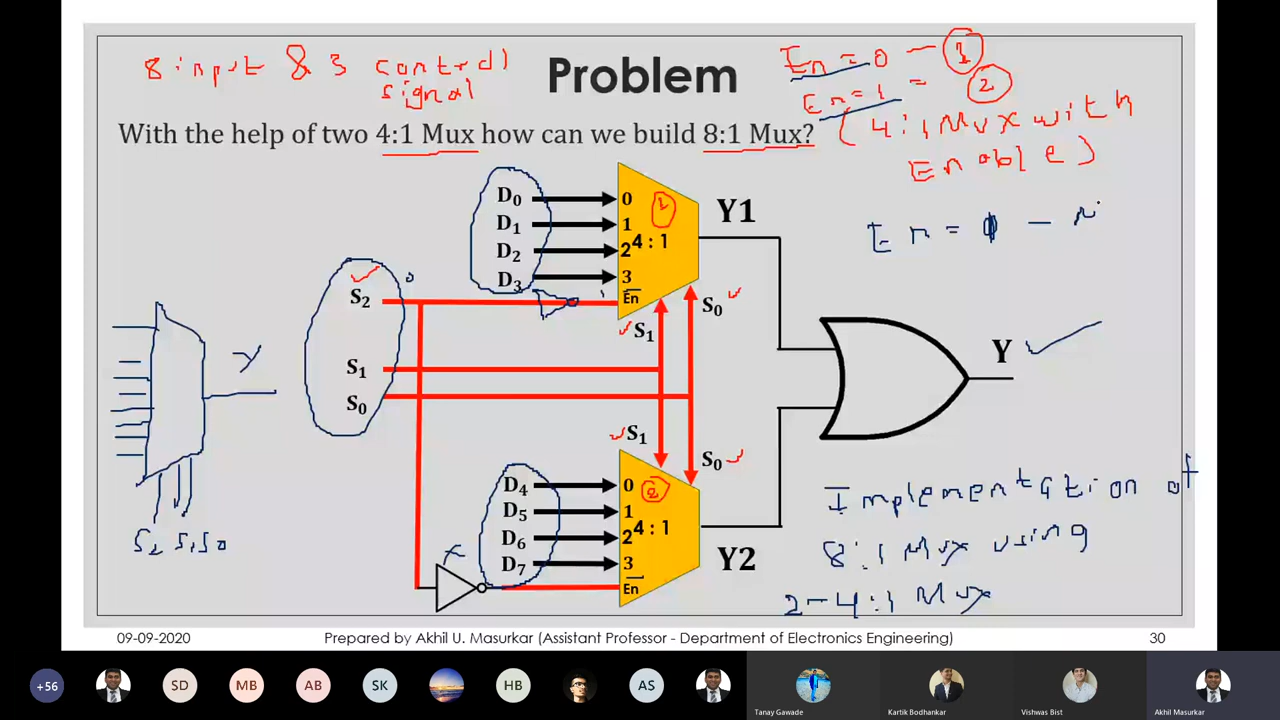 8 input & 3 control
signal
Problem
En = 0 — 1
En = 1 = 2
With the help of two 4:1 Mux how can we build 8:1 Mux?
(4:1 Mux with
Enable)
D0
D1
D2
D3
0
1
2
3
4 : 1
En
1
Y1
En = — N
S2
0
S1
S0
S1
S0
Y
Y
S1
S0
D4
D5
D6
D7
0
1
2
3
4 : 1
En
2
Y2
x
S2 S1 S0
Implementation of
8:1 Mux using
2-4:1 Mux
09-09-2020
Prepared by Akhil U. Masurkar (Assistant Professor - Department of Electronics Engineering)
30
+56
SD
MB
AB
SK
HB
AS
Tanay Gawade
Kartik Bodhankar
Vishwas Bist
Akhil Masurkar